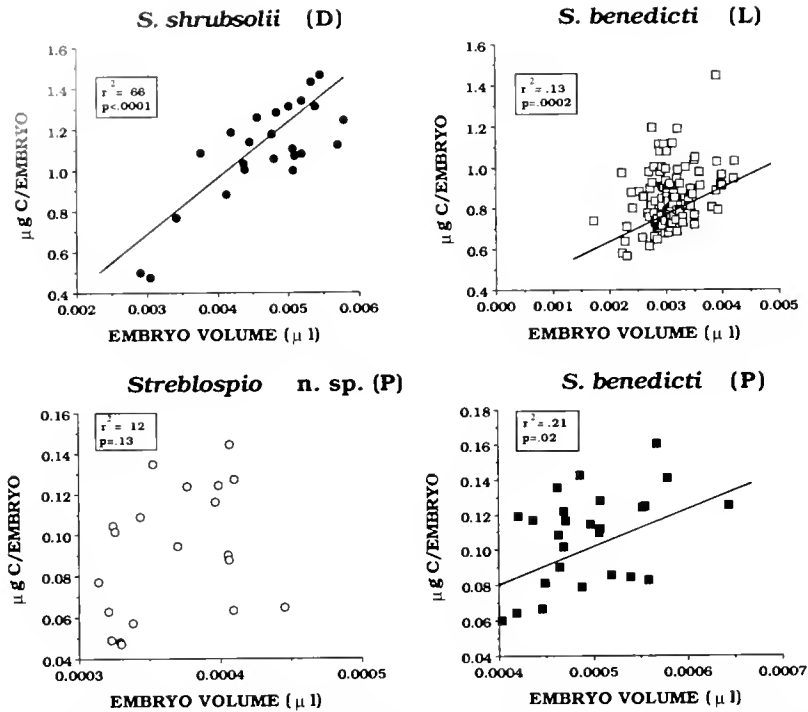 S. shrubsolii (D)
1.6
1.4
1.2
1.0
0.8
0.6
0.4
µg C/EMBRYO
r2= 66
p<.0001
0.002 0.003 0.004 0.005 0.006
EMBRYO VOLUME (µ l)
S. benedicti (L)
1.6
1.4
1.2
1.0
0.8
0.6
0.4
µg C/EMBRYO
r2=.13
p=.0002
0.000 0.001 0.002 0.003 0.004 0.005
EMBRYO VOLUME (µ l)
Streblospio n. sp. (P)
0.16
0.14
0.12
0.10
0.08
0.06
0.04
µg C/EMBRYO
r2= 12
p=.13
0.0003 0.0004 0.0005
EMBRYO VOLUME (µ l)
S. benedicti (P)
0.18
0.16
0.14
0.12
0.10
0.08
0.06
0.04
µg C/EMBRYO
r2=.21
p=.02
0.0004 0.0005 0.0006 0.0007
EMBRYO VOLUME (µ l)